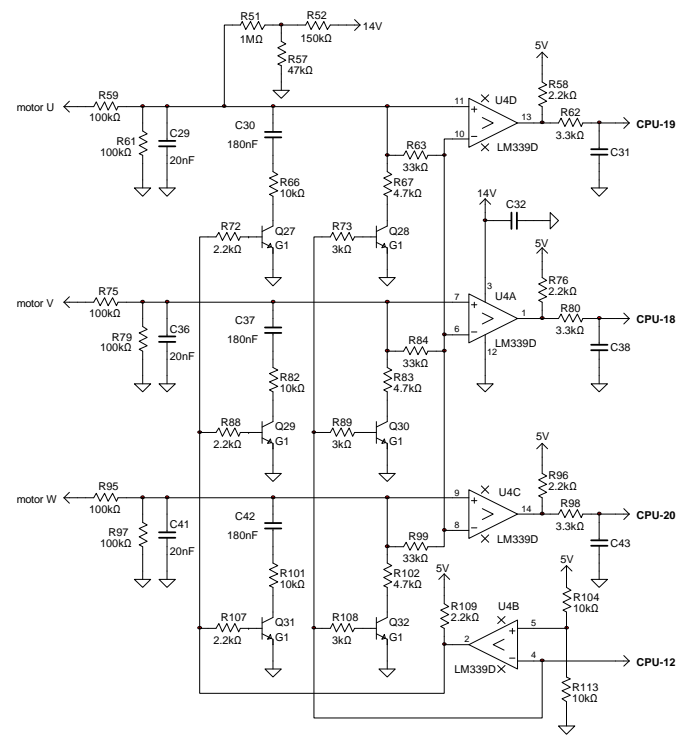 R51
1MΩ
R52
150kΩ
14V
R57
47kΩ
motor U
R59
100kΩ
R61
100kΩ
C29
20nF
C30
180nF
R66
10kΩ
R72
2.2kΩ
Q27
G1
R63
33kΩ
R67
4.7kΩ
R73
3kΩ
Q28
G1
11
10
+
−
>
U4D
13
LM339D
5V
R58
2.2kΩ
R62
3.3kΩ
C31
CPU-19
14V
C32
motor V
R75
100kΩ
R79
100kΩ
C36
20nF
C37
180nF
R82
10kΩ
R88
2.2kΩ
Q29
G1
R84
33kΩ
R83
4.7kΩ
R89
3kΩ
Q30
G1
7
6
3
12
+
−
>
U4A
1
LM339D
5V
R76
2.2kΩ
R80
3.3kΩ
C38
CPU-18
motor W
R95
100kΩ
R97
100kΩ
C41
20nF
C42
180nF
R101
10kΩ
R107
2.2kΩ
Q31
G1
R99
33kΩ
R102
4.7kΩ
R108
3kΩ
Q32
G1
9
8
+
−
>
U4C
14
LM339D
5V
R96
2.2kΩ
R98
3.3kΩ
C43
CPU-20
5V
R109
2.2kΩ
2
U4B
<
+
−
5
4
LM339D
5V
R104
10kΩ
R113
10kΩ
CPU-12